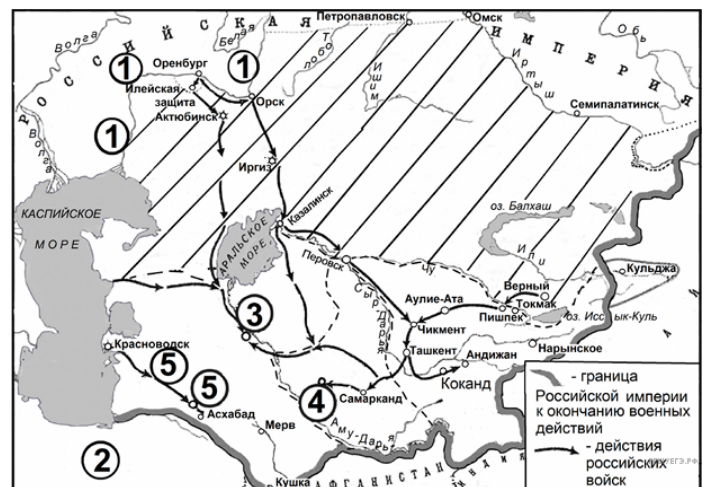 Петропавловск
Омск
РОССИЙСКАЯ
ИМПЕРИЯ
Волга
Белая
Тобол
Ишим
Иртыш
Обь
Оренбург
1
1
Илейская
защита
Орск
Актюбинск
Семипалатинск
1
Волга
Иргиз
КАСПИЙСКОЕ
МОРЕ
АРАЛЬСКОЕ
МОРЕ
Казалинск
оз. Балхаш
Или
Перовск
Чу
Сыр
Дарья
Кульджа
Верный
Аулие-Ата
Токмак
Пишпек
оз. Иссык-Куль
3
Чикмент
Красноводск
Ташкент
Андижан
Нарынское
5
Коканд
5
4
Самарканд
Асхабад
Аму-Дарья
Мерв
2
Кушка
АФГАНИСТАН
- граница
Российской империи
к окончанию военных
действий
- действия
российских
войск